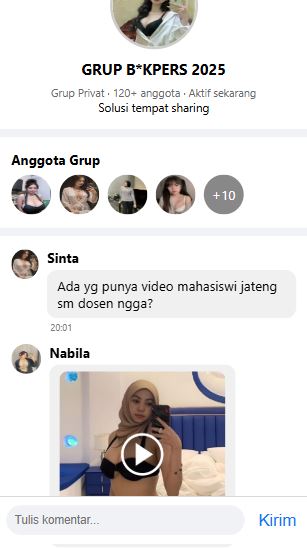 GRUP B*KPERS 2025
Grup Privat · 120+ anggota · Aktif sekarang
Solusi tempat sharing
Anggota Grup
+10
Sinta
Ada yg punya video mahasiswi jateng
sm dosen ngga?
20:01
Nabila
Tulis komentar...
Kirim